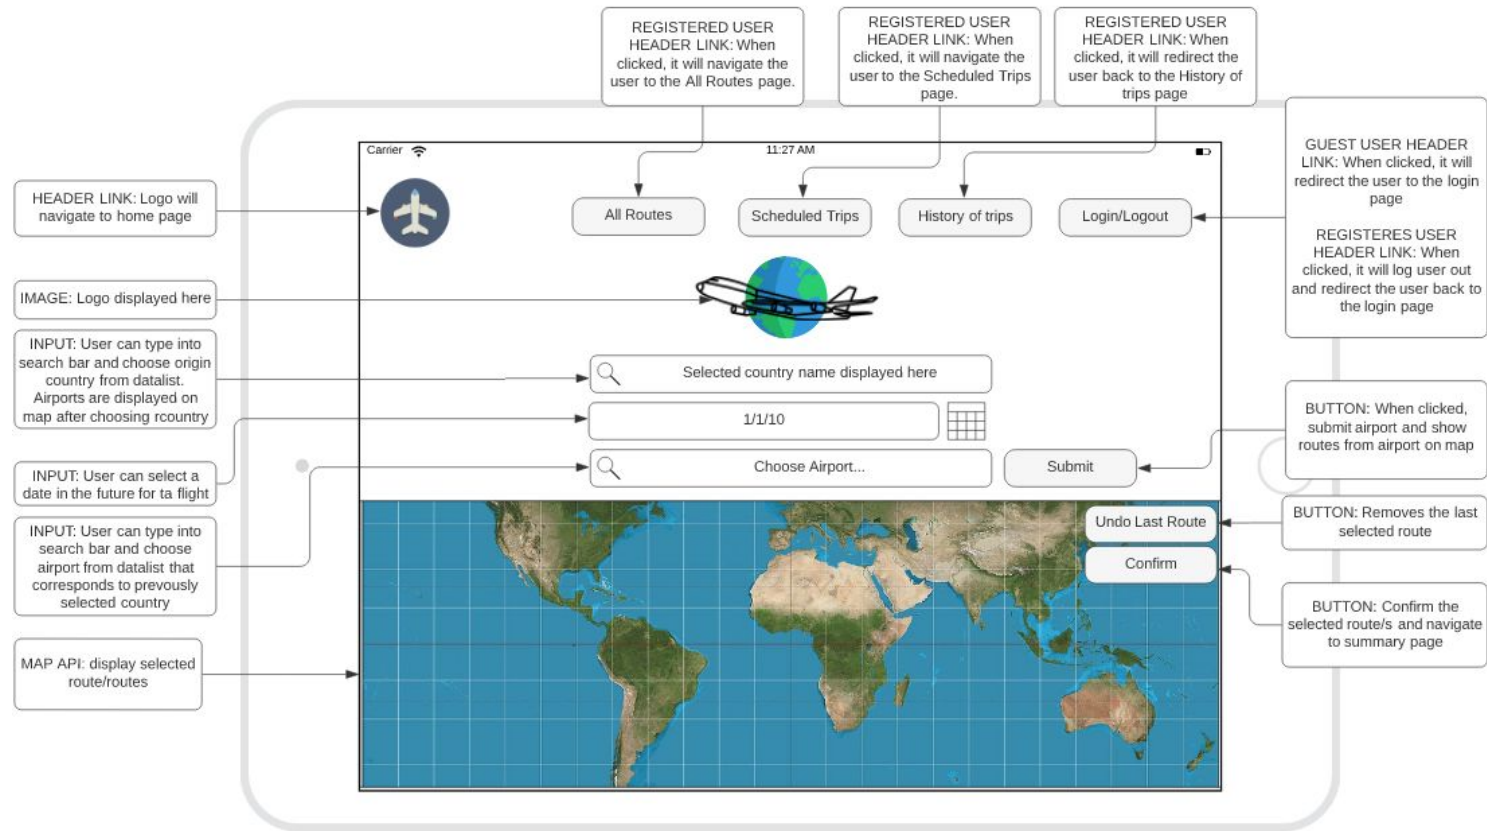 REGISTERED USER
HEADER LINK: When
clicked, it will navigate the
user to the All Routes page.
REGISTERED USER
HEADER LINK: When
clicked, it will navigate the
user to the Scheduled Trips
page.
REGISTERED USER
HEADER LINK: When
clicked, it will redirect the
user back to the History of
trips page
GUEST USER HEADER
LINK: When clicked, it will
redirect the user to the login
page
REGISTERES USER
HEADER LINK: When
clicked, it will log user out
and redirect the user back to
the login page
Carrier
11:27 AM
HEADER LINK: Logo will
navigate to home page
All Routes
Scheduled Trips
History of trips
Login/Logout
IMAGE: Logo displayed here
INPUT: User can type into
search bar and choose origin
country from datalist.
Airports are displayed on
map after choosing rcountry
Selected country name displayed here
1/1/10
BUTTON: When clicked,
submit airport and show
routes from airport on map
INPUT: User can select a
date in the future for ta flight
Choose Airport...
Submit
INPUT: User can type into
search bar and choose
airport from datalist that
corresponds to prevously
selected country
Undo Last Route
BUTTON: Removes the last
selected route
Confirm
BUTTON: Confirm the
selected route/s and navigate
to summary page
MAP API: display selected
route/routes